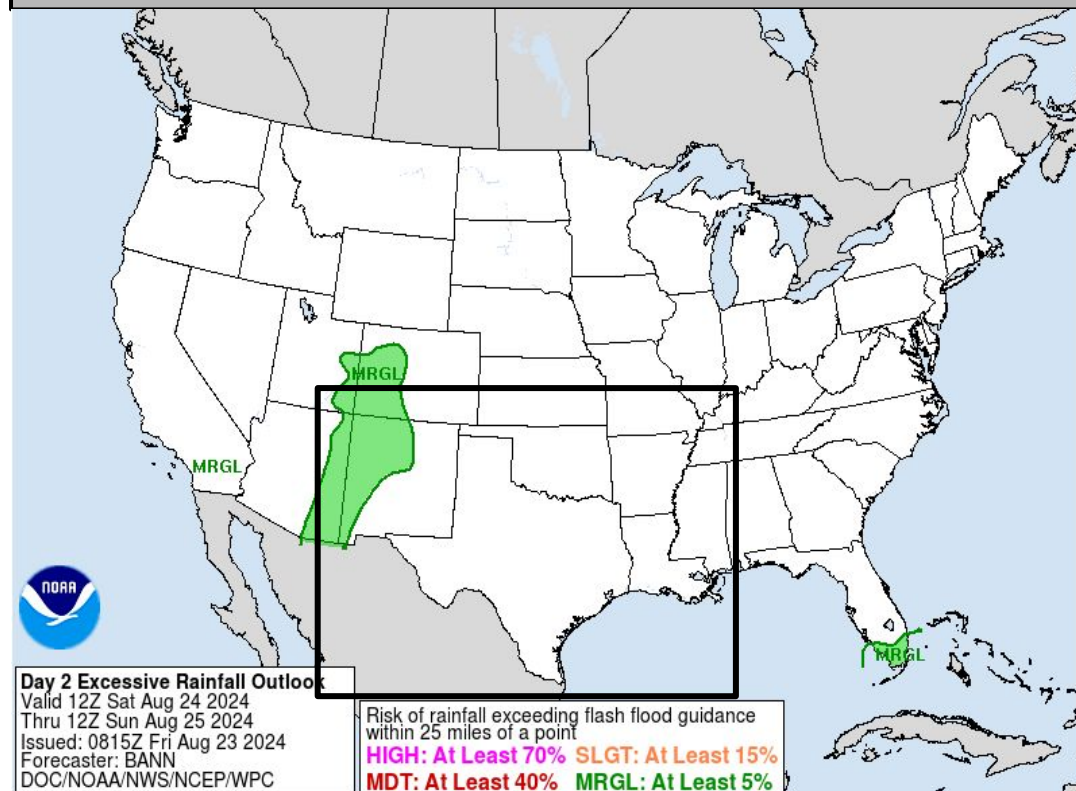 MRGL
MRGL
MRGL
NOAA
Day 2 Excessive Rainfall Outlook
Valid 12Z Sat Aug 24 2024
Thru 12Z Sun Aug 25 2024
Issued: 0815Z Fri Aug 23 2024
Forecaster: BANN
DOC/NOAA/NWS/NCEP/WPC
Risk of rainfall exceeding flash flood guidance
within 25 miles of a point
HIGH: At Least 70% SLGT: At Least 15%
MDT: At Least 40% MRGL: At Least 5%